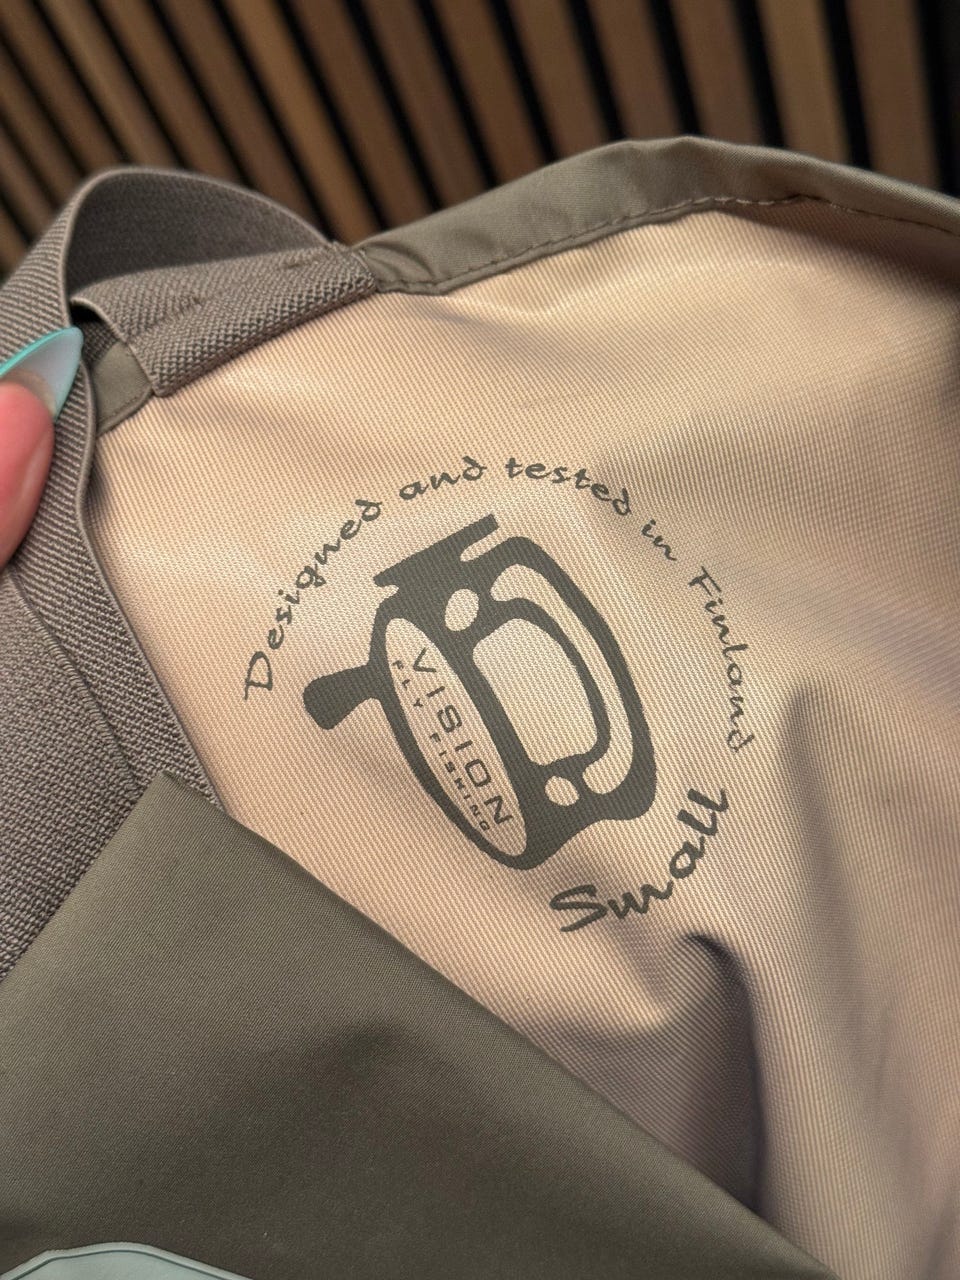 Designed and tested in Finland
VISION
FLY FISHING
Small